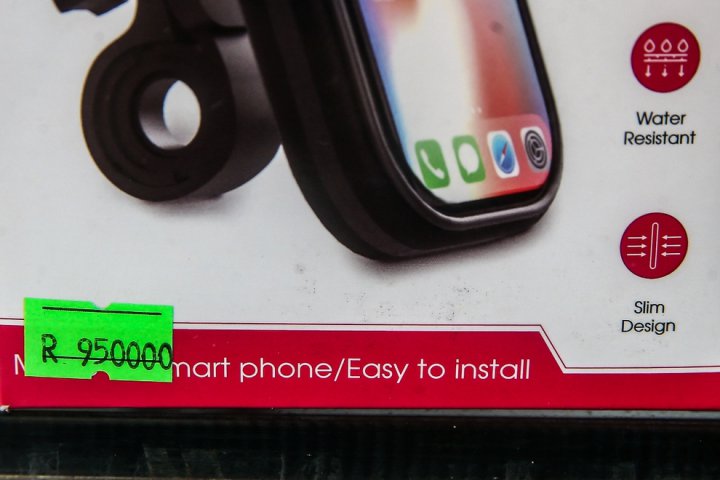 Water
Resistant
Slim
Design
R 950000
mart phone/Easy to install